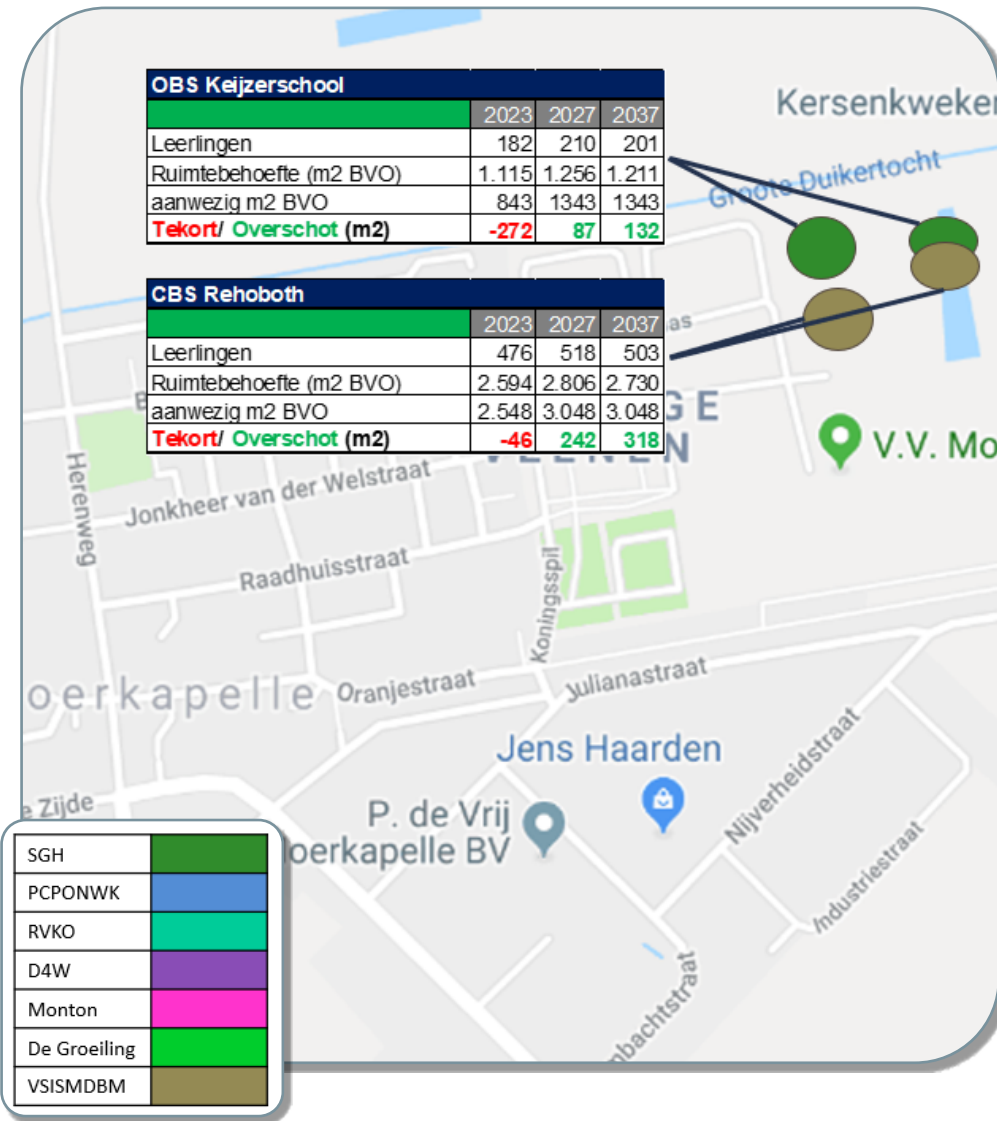 OBS Keijzerschool
2023 2027 2037
Leerlingen 182 210 201
Ruimtebehoefte (m2 BVO) 1.115 1.256 1.211
aanwezig m2 BVO 843 1343 1343
Tekort/ Overschot (m2) -272 87 132
CBS Rehoboth
2023 2027 2037
Leerlingen 476 518 503
Ruimtebehoefte (m2 BVO) 2.594 2.806 2.730
aanwezig m2 BVO 2.548 3.048 3.048
Tekort/ Overschot (m2) -46 242 318
Kersenkweker
Groote Duikertocht
V.V. Mo
Herenweg
Jonkheer van der Welstraat
Raadhuisstraat
Koningsspil
oerkapelle
Oranjestraat
Julianastraat
Jens Haarden
Nijverheidstraat
e Zijde
P. de Vrij
oerkapelle BV
Industriestraat
nbachtstraat
SGH
PCPONWK
RVKO
D4W
Monton
De Groeiling
VSISMDBM